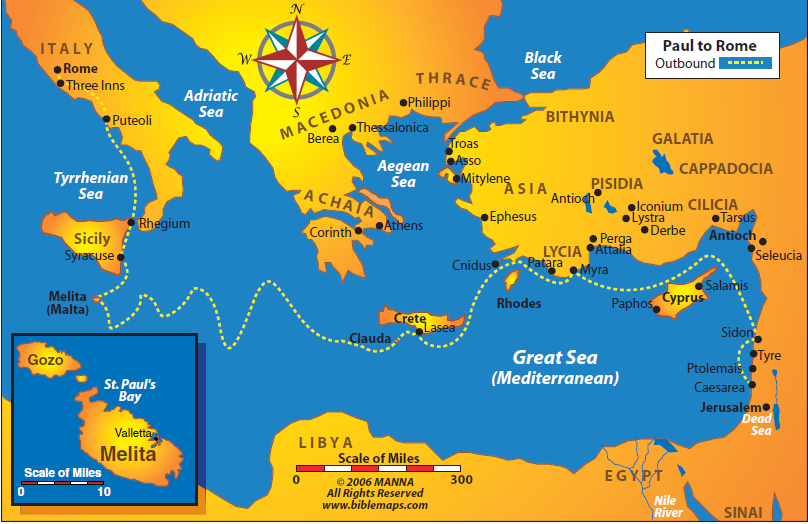 N
W
E
S
Paul to Rome
Outbound
ITALY
Rome
Three Inns
Puteoli
Adriatic
Sea
Tyrrhenian
Sea
Rhegium
Sicily
Syracuse
Melita
(Malta)
MACEDONIA
THRACE
Philippi
Thessalonica
Berea
Black
Sea
BITHYNIA
GALATIA
CAPPADOCIA
Troas
Asso
Mitylene
Aegean
Sea
ASIA
PISIDIA
Antioch
Iconium
Lystra
Derbe
CILICIA
Tarsus
Antioch
Seleucia
ACHAIA
Corinth
Athens
Ephesus
Perga
Attalia
LYCIA
Patara
Myra
Cnidus
Rhodes
Salamis
Cyprus
Paphos
Crete
Lasea
Clauda
Great Sea
(Mediterranean)
Sidon
Tyre
Ptolemais
Caesarea
Jerusalem
Dead
Sea
Gozo
St. Paul's
Bay
Valletta
Melita
Scale of Miles
0
10
LIBYA
Scale of Miles
0
300
© 2006 MANNA
All Rights Reserved
www.biblemaps.com
EGYPT
Nile
River
SINAI